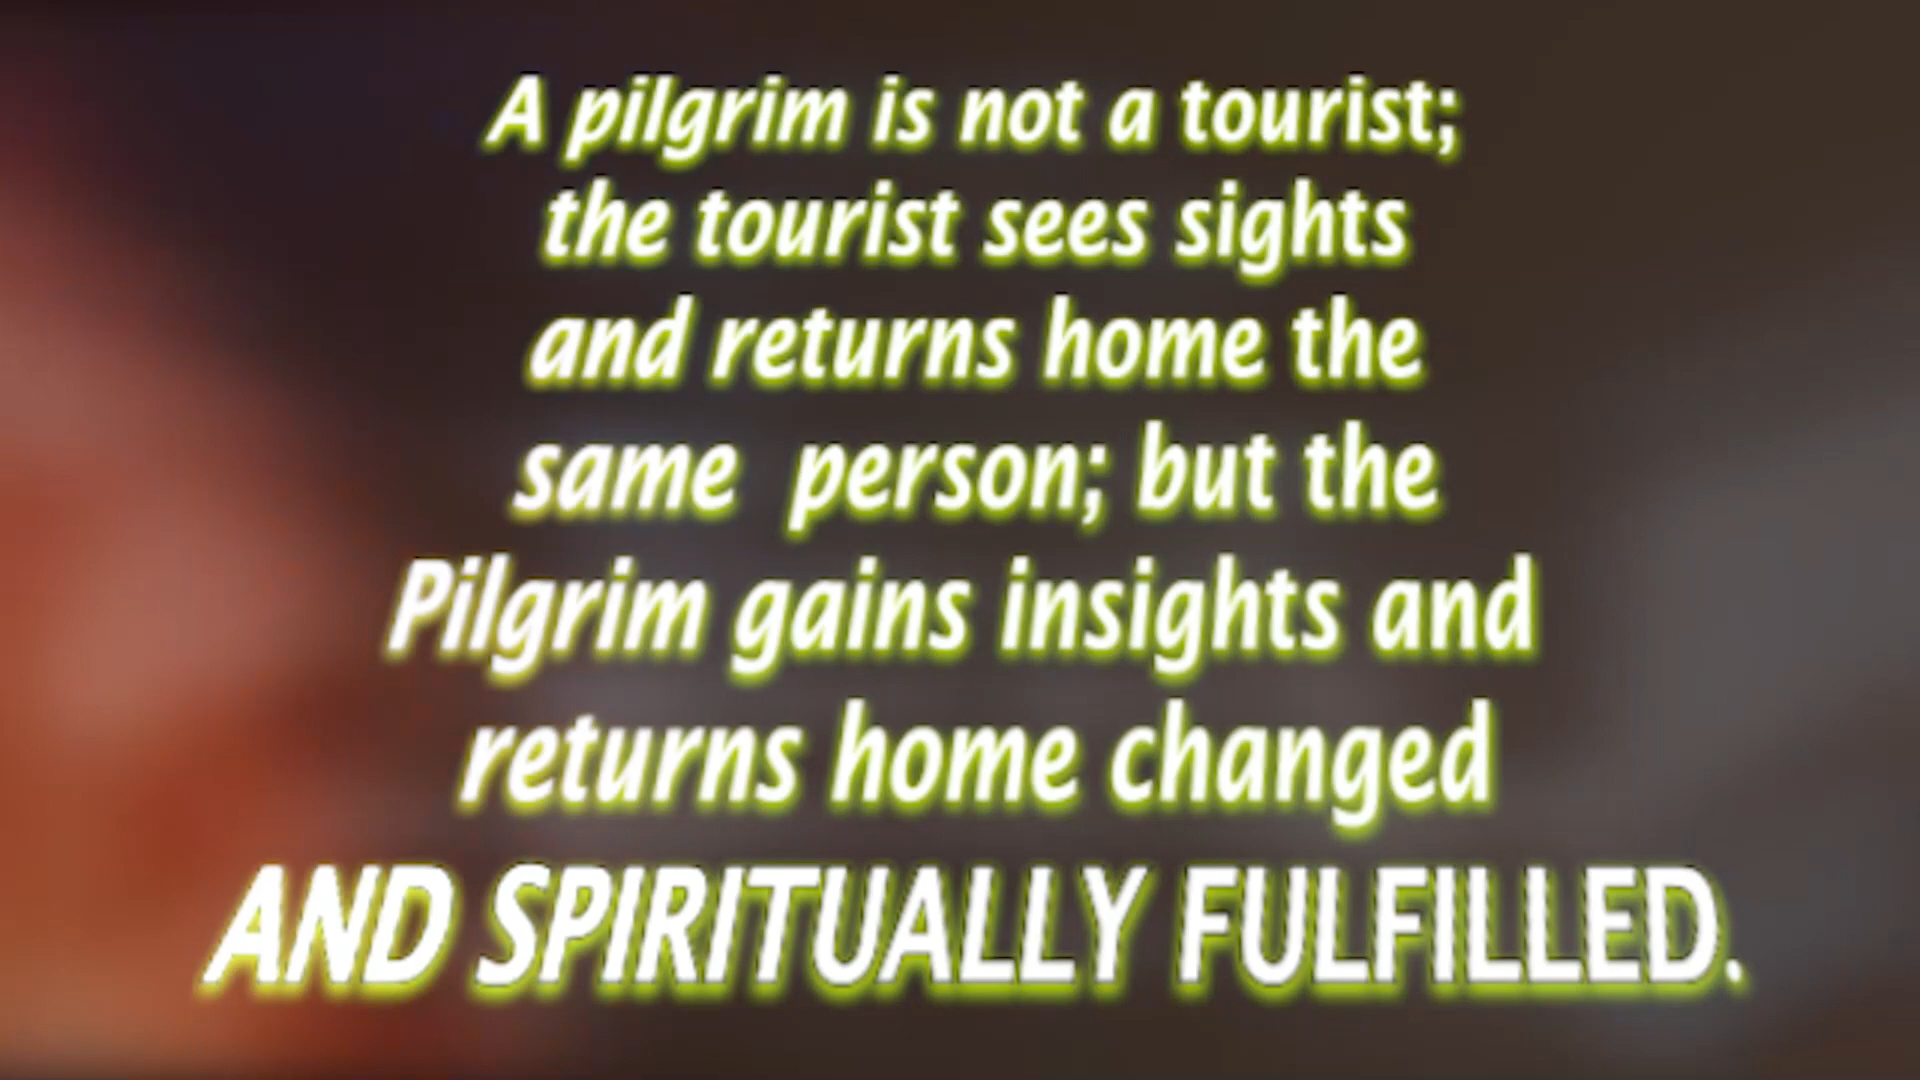 A pilgrim is not a tourist;
the tourist sees sights
and returns home the
same  person; but the
Pilgrim gains insights and
returns home changed
AND SPIRITUALLY FULFILLED.